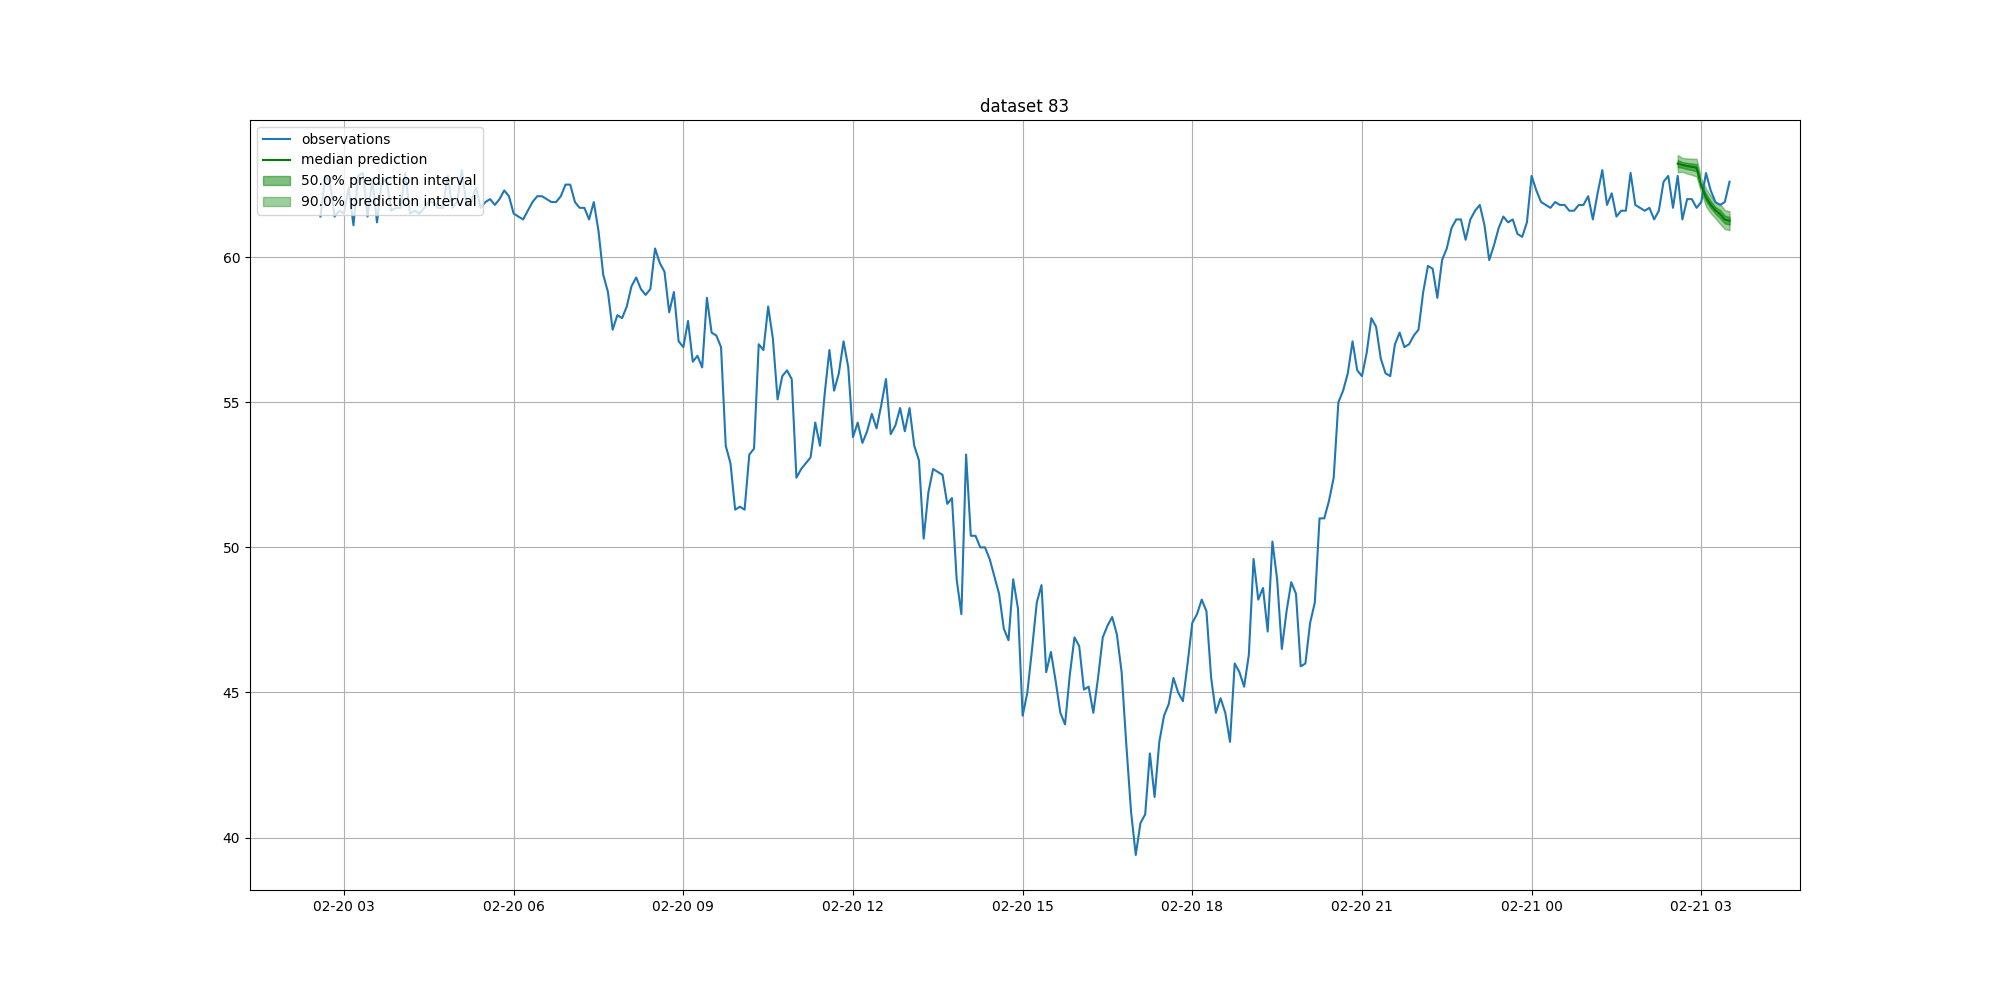 dataset 83
observations
median prediction
50.0% prediction interval
90.0% prediction interval
60
55
50
45
40
02-20 03
02-20 06
02-20 09
02-20 12
02-20 15
02-20 18
02-20 21
02-21 00
02-21 03